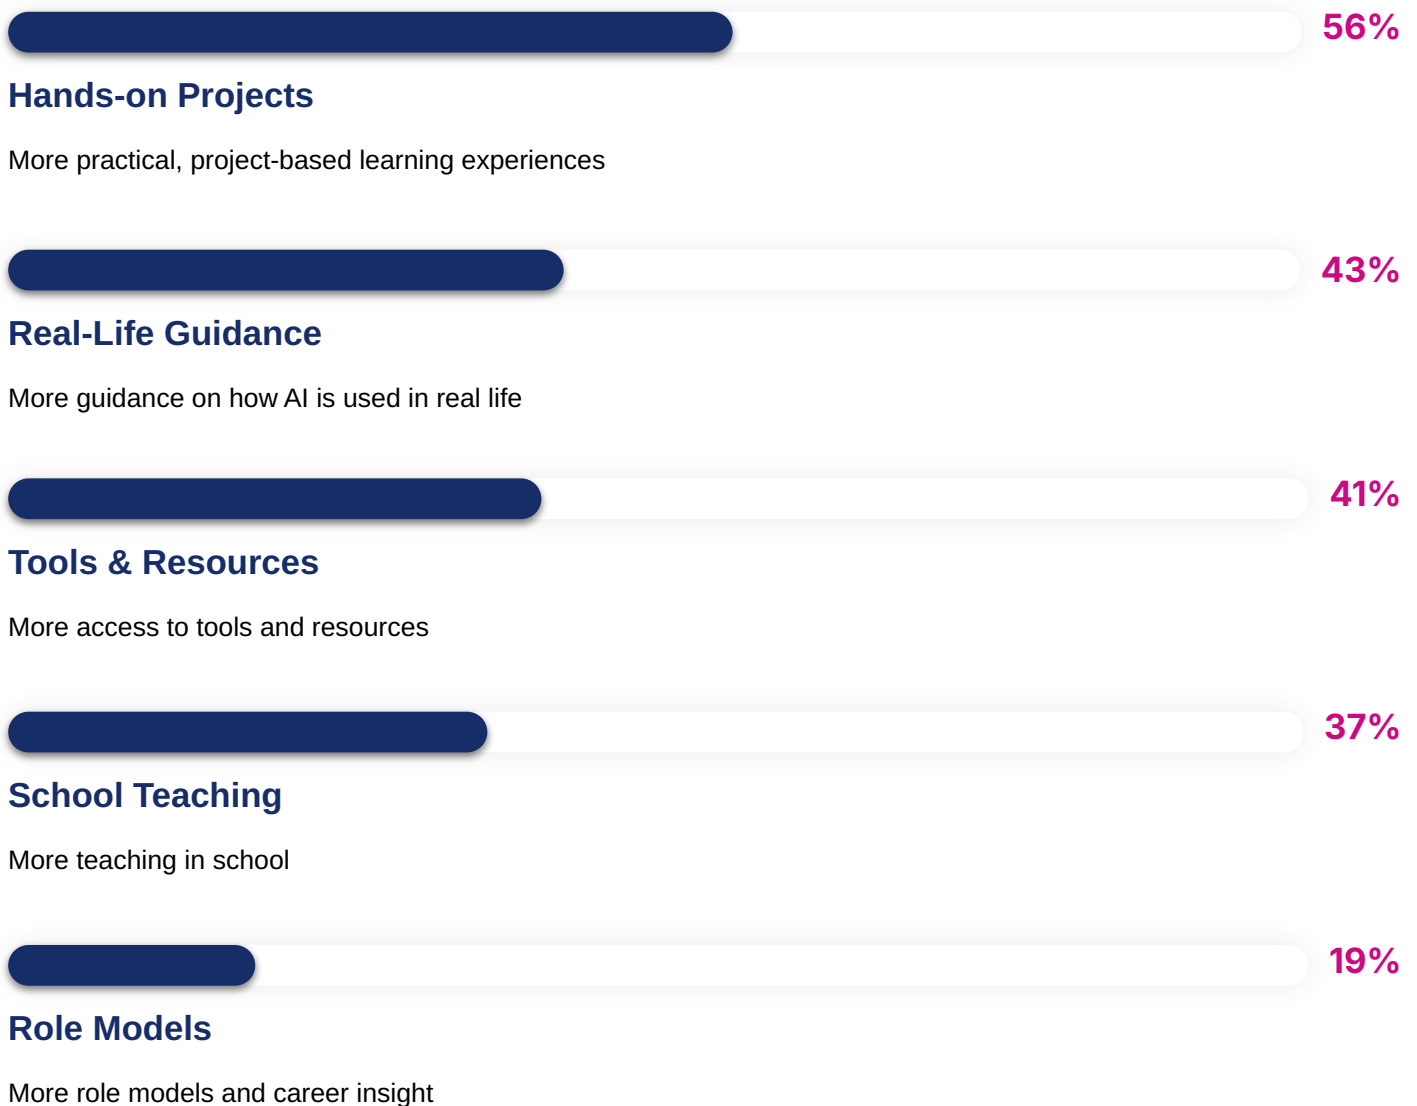 56%
Hands-on Projects
More practical, project-based learning experiences
43%
Real-Life Guidance
More guidance on how AI is used in real life
41%
Tools & Resources
More access to tools and resources
37%
School Teaching
More teaching in school
19%
Role Models
More role models and career insight